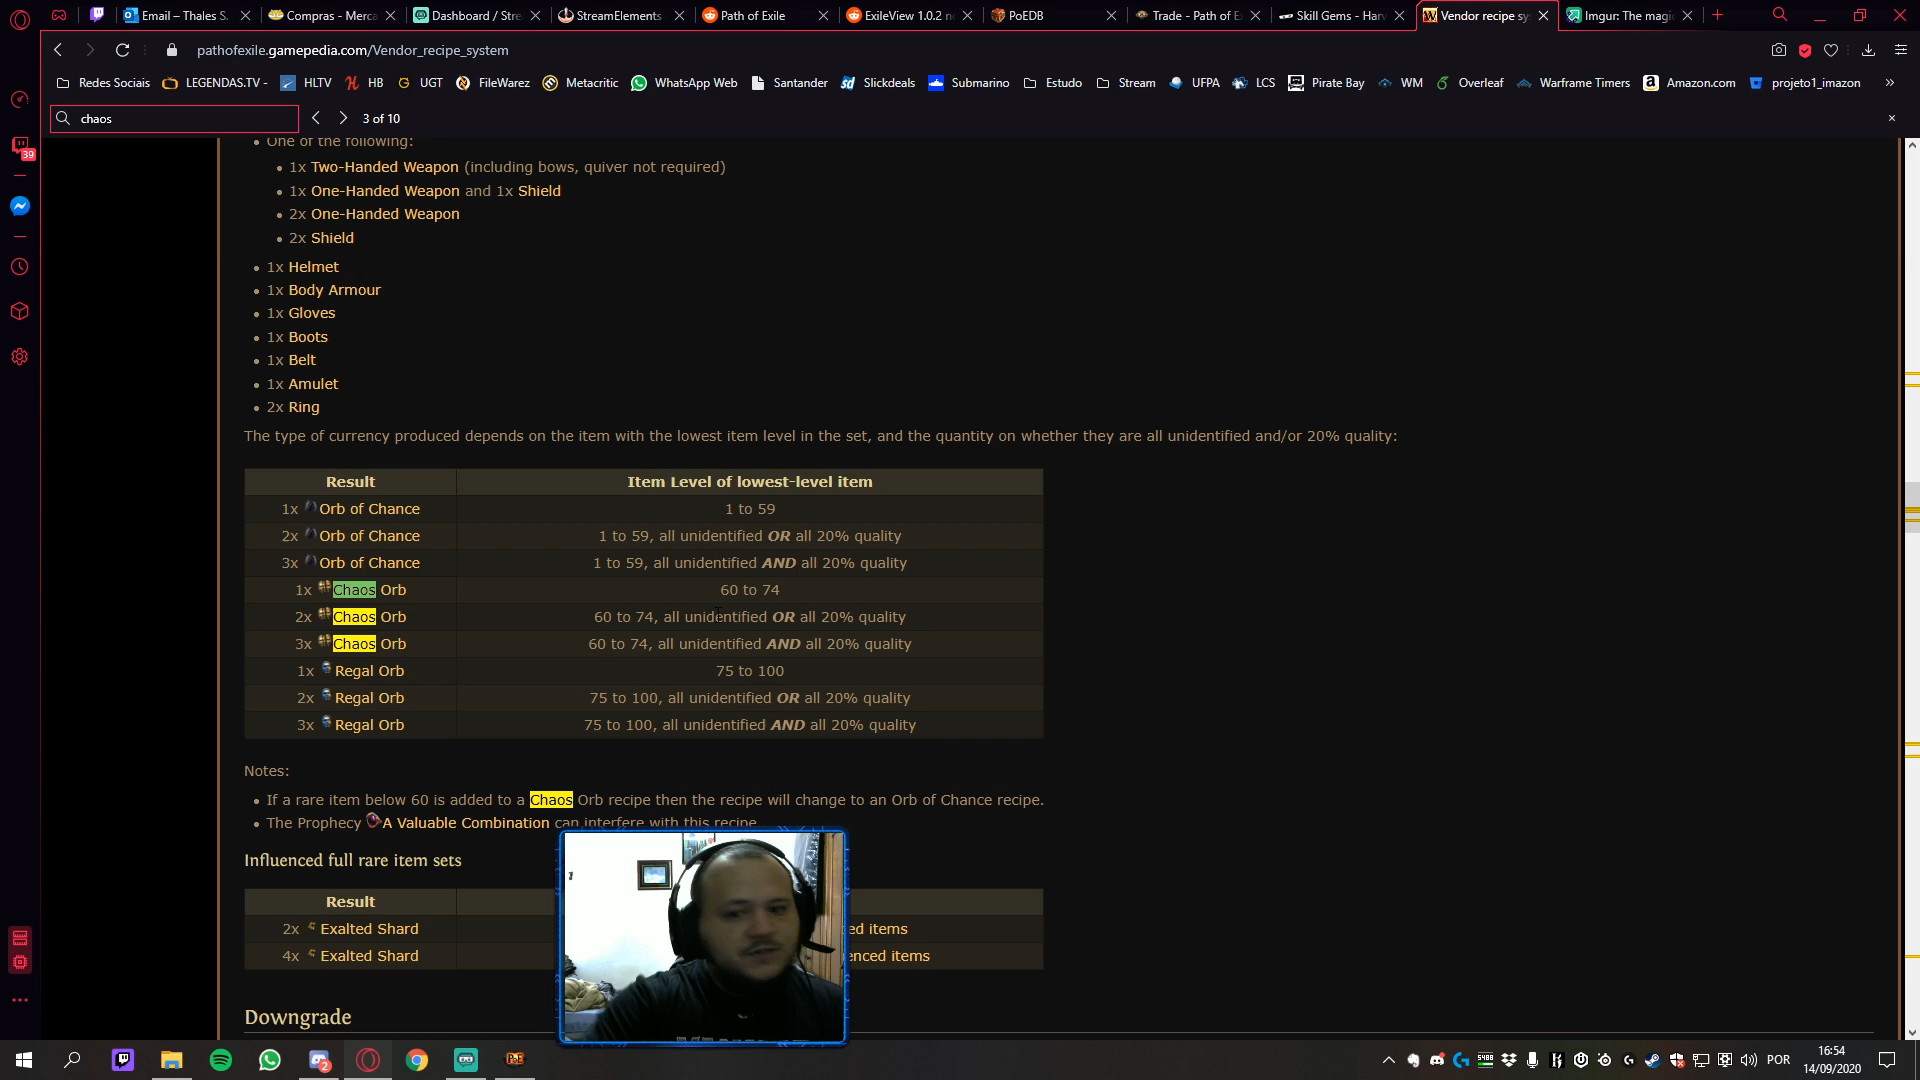 Email – Thales S.
Compras - Merca
Dashboard / Stre
StreamElements
Path of Exile
ExileView 1.0.2 n
PoEDB
Trade - Path of E
Skill Gems - Harv
Vendor recipe sy
Imgur: The magi
pathofexile.gamepedia.com/Vendor_recipe_system
Redes Sociais
LEGENDAS.TV -
HLTV
HB
UGT
FileWarez
Metacritic
WhatsApp Web
Santander
Slickdeals
Submarino
Estudo
Stream
UFPA
LCS
Pirate Bay
WM
Overleaf
Warframe Timers
Amazon.com
projeto1_imazon
»
chaos
3 of 10
39
One of the following:
1x Two-Handed Weapon (including bows, quiver not required)
1x One-Handed Weapon and 1x Shield
2x One-Handed Weapon
2x Shield
1x Helmet
1x Body Armour
1x Gloves
1x Boots
1x Belt
1x Amulet
2x Ring
The type of currency produced depends on the item with the lowest item level in the set, and the quantity on whether they are all unidentified and/or 20% quality:
Result Item Level of lowest-level item
1x Orb of Chance 1 to 59
2x Orb of Chance 1 to 59, all unidentified OR all 20% quality
3x Orb of Chance 1 to 59, all unidentified AND all 20% quality
1x Chaos Orb 60 to 74
2x Chaos Orb 60 to 74, all unidentified OR all 20% quality
3x Chaos Orb 60 to 74, all unidentified AND all 20% quality
1x Regal Orb 75 to 100
2x Regal Orb 75 to 100, all unidentified OR all 20% quality
3x Regal Orb 75 to 100, all unidentified AND all 20% quality
Notes:
If a rare item below 60 is added to a Chaos Orb recipe then the recipe will change to an Orb of Chance recipe.
The Prophecy A Valuable Combination can interfere with this recipe
Influenced full rare item sets
Result
2x Exalted Shard ed items
4x Exalted Shard enced items
Downgrade
POR
16:54
14/09/2020